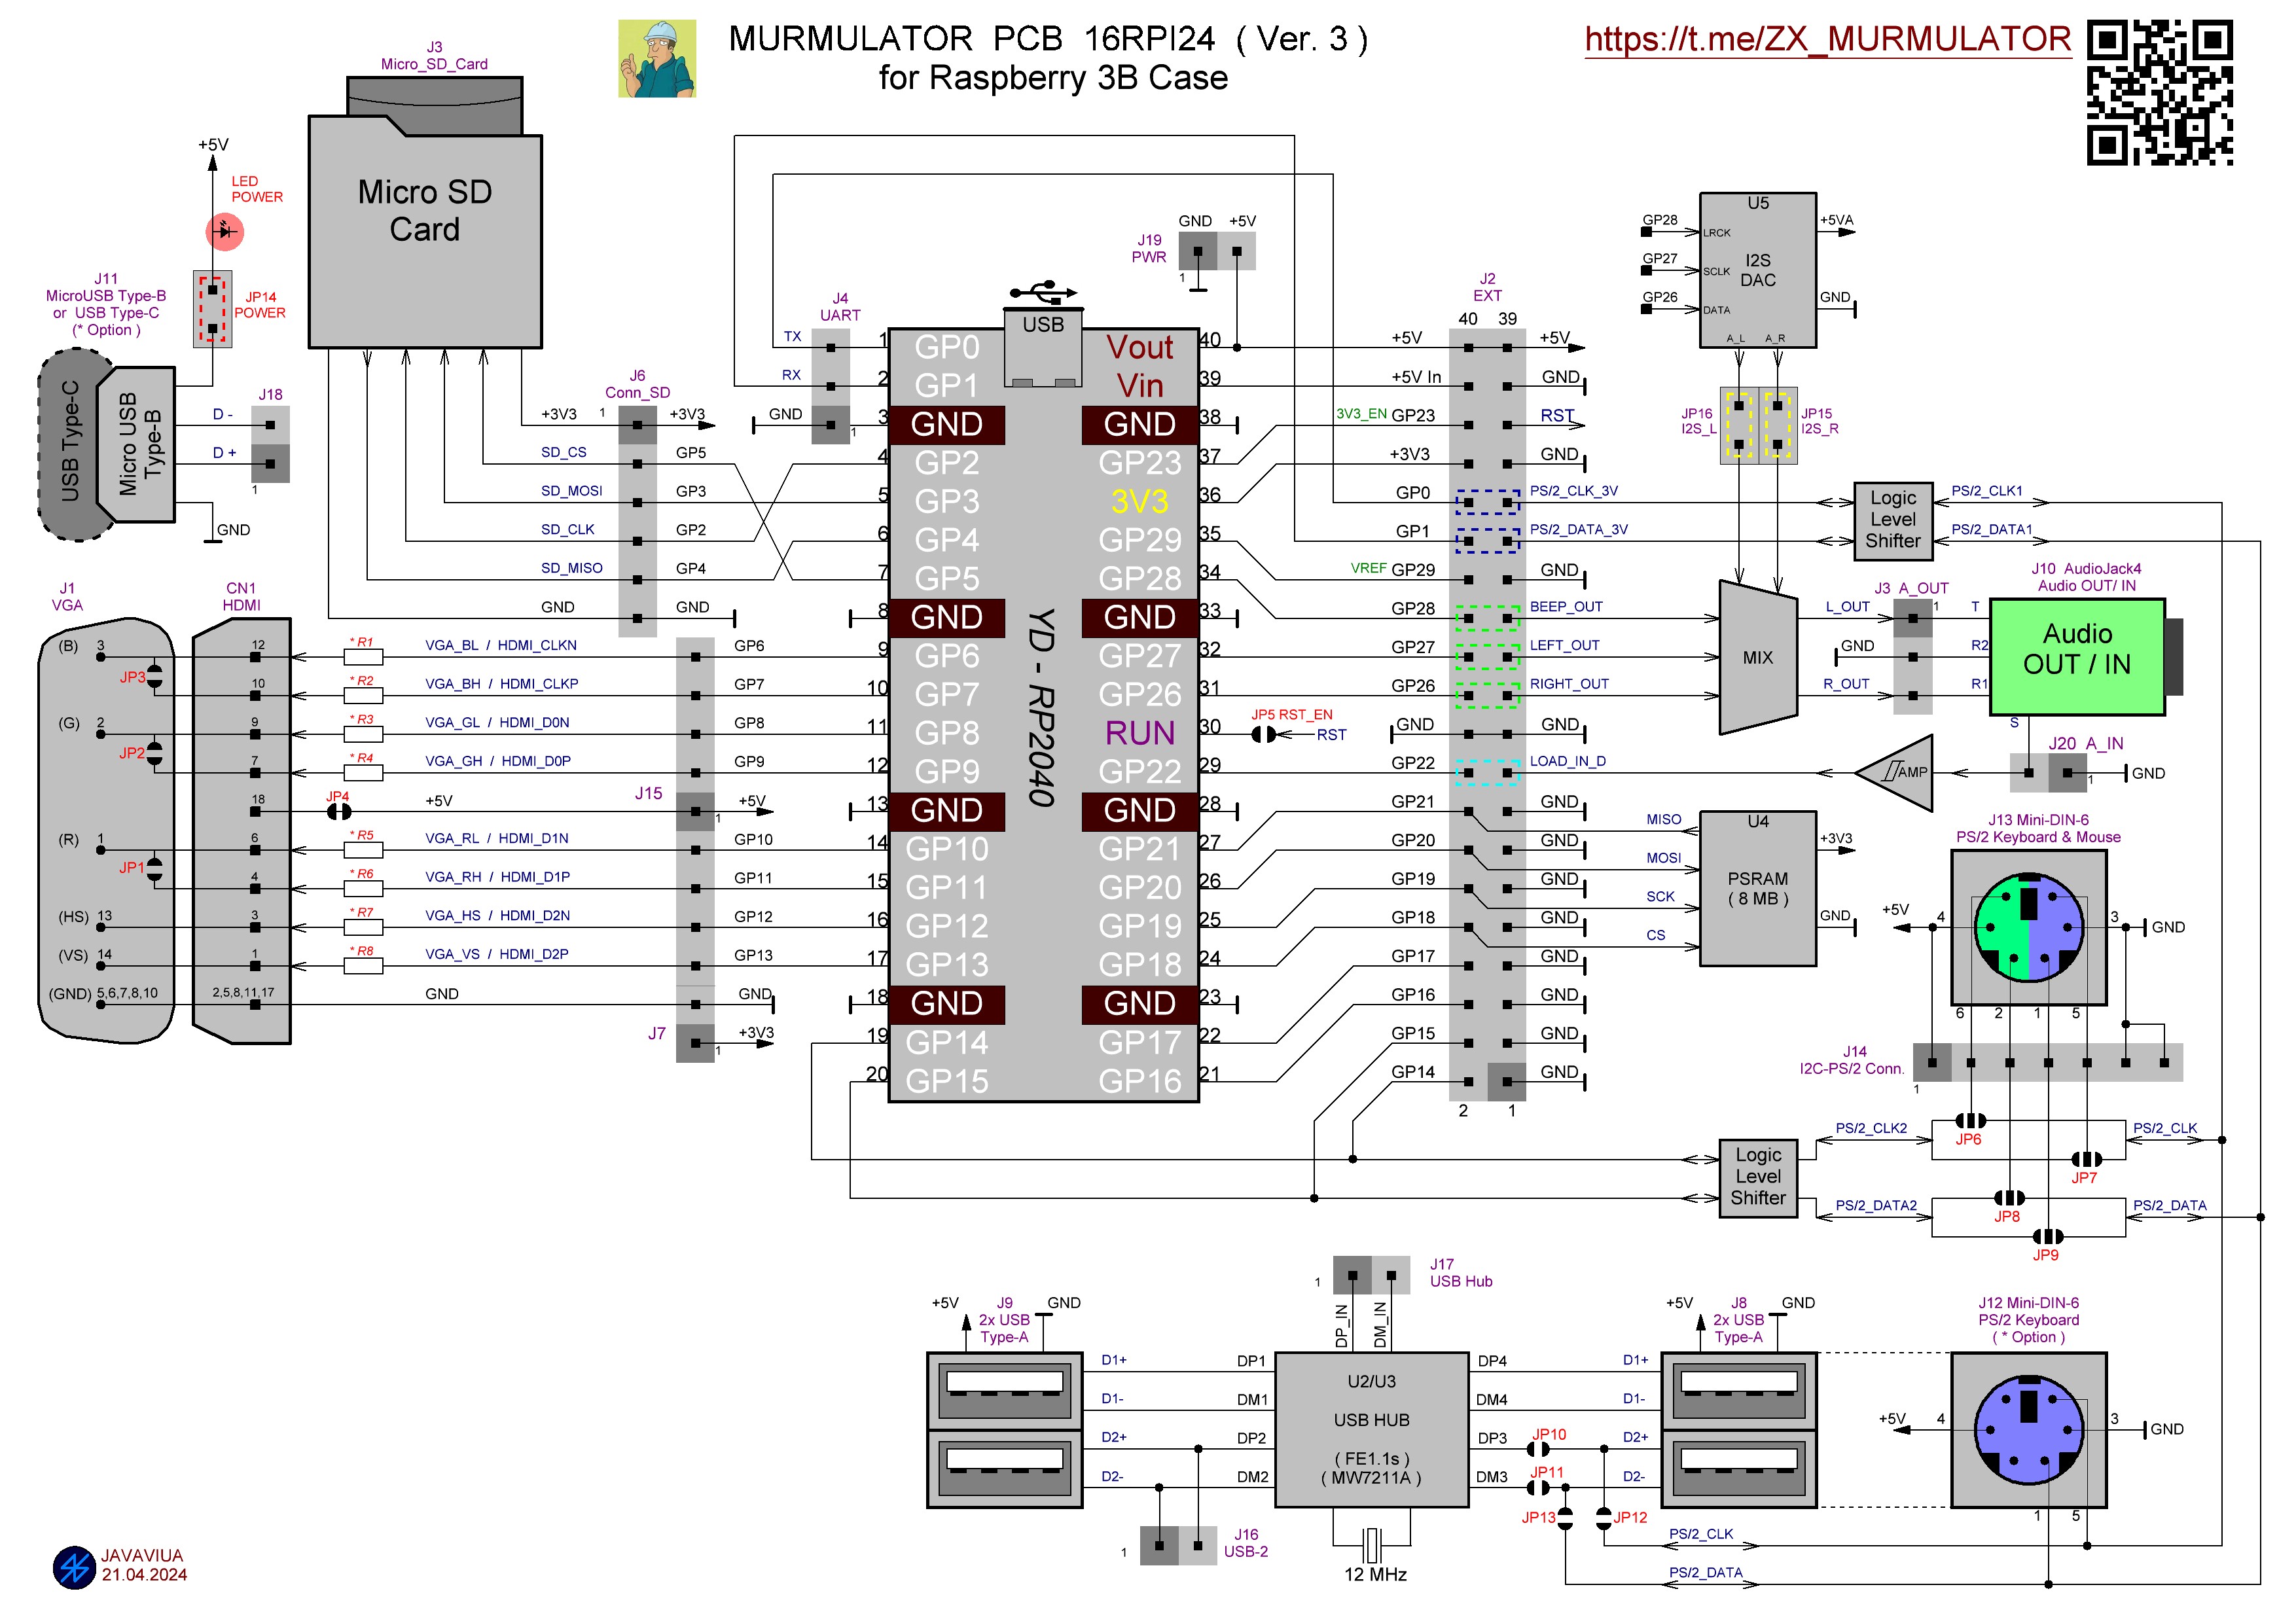 MURMULATOR PCB 16RPI24 ( Ver. 3 )
for Raspberry 3B Case
https://t.me/ZX_MURMULATOR
J3
Micro_SD_Card
Micro SD
Card
+5V
LED
POWER
JP14
POWER
J11
MicroUSB Type-B
or USB Type-C
(* Option )
USB Type-C
Micro USB
Type-B
D -
D +
J18
1
GND
J6
Conn_SD
+3V3 1 +3V3
SD_CS GP5
SD_MOSI GP3
SD_CLK GP2
SD_MISO GP4
GND GND
J4
UART
TX
RX
GND
1
J19
PWR
GND +5V
1
USB
YD - RP2040
1 GP0 Vout 40
2 GP1 Vin 39
3 GND GND 38
4 GP2 GP23 37
5 GP3 3V3 36
6 GP4 GP29 35
7 GP5 GP28 34
8 GND GND 33
9 GP6 GP27 32
10 GP7 GP26 31
11 GP8 RUN 30
12 GP9 GP22 29
13 GND GND 28
14 GP10 GP21 27
15 GP11 GP20 26
16 GP12 GP19 25
17 GP13 GP18 24
18 GND GND 23
19 GP14 GP17 22
20 GP15 GP16 21
JP5 RST_EN
RST
J1
VGA
CN1
HDMI
(B) 3 12 * R1 VGA_BL / HDMI_CLKN GP6
JP3
10 * R2 VGA_BH / HDMI_CLKP GP7
(G) 2 9 * R3 VGA_GL / HDMI_D0N GP8
JP2
7 * R4 VGA_GH / HDMI_D0P GP9
18 JP4 +5V J15 1 +5V
(R) 1 6 * R5 VGA_RL / HDMI_D1N GP10
JP1
4 * R6 VGA_RH / HDMI_D1P GP11
(HS) 13 3 * R7 VGA_HS / HDMI_D2N GP12
(VS) 14 1 * R8 VGA_VS / HDMI_D2P GP13
(GND) 5,6,7,8,10 2,5,8,11,17 GND GND
J7 1 +3V3
J2
EXT
40 39
+5V +5V
+5V In GND
3V3_EN GP23 RST
+3V3 GND
GP0 PS/2_CLK_3V
GP1 PS/2_DATA_3V
VREF GP29 GND
GP28 BEEP_OUT
GP27 LEFT_OUT
GP26 RIGHT_OUT
GND GND
GP22 LOAD_IN_D
GP21 GND
GP20 GND
GP19 GND
GP18 GND
GP17 GND
GP16 GND
GP15 GND
GP14 GND
2 1
U5
I2S
DAC
GP28 LRCK
GP27 SCLK
GP26 DATA
+5VA
GND
A_L A_R
JP16
I2S_L
JP15
I2S_R
Logic
Level
Shifter
PS/2_CLK1
PS/2_DATA1
MIX
J3 A_OUT
L_OUT 1 T
GND R2
R_OUT R1
S
J10 AudioJack4
Audio OUT/ IN
Audio
OUT / IN
AMP
J20 A_IN
1
GND
U4
PSRAM
( 8 MB )
MISO
MOSI
SCK
CS
+3V3
GND
J13 Mini-DIN-6
PS/2 Keyboard & Mouse
+5V 4 3 GND
6 2 1 5
J14
I2C-PS/2 Conn.
1
JP6
JP7
JP8
JP9
Logic
Level
Shifter
PS/2_CLK2 PS/2_CLK
PS/2_DATA2 PS/2_DATA
J17
USB Hub
1
DP_IN
DM_IN
+5V J9 GND
2x USB
Type-A
D1+ DP1
D1- DM1
D2+ DP2
D2- DM2
U2/U3
USB HUB
( FE1.1s )
( MW7211A )
DP4 D1+
DM4 D1-
DP3 JP10 D2+
DM3 JP11 D2-
+5V J8 GND
2x USB
Type-A
JP13 JP12
PS/2_CLK
PS/2_DATA
1 J16
USB-2
12 MHz
J12 Mini-DIN-6
PS/2 Keyboard
( * Option )
+5V 4 3 GND
1 5
JAVAVIUA
21.04.2024